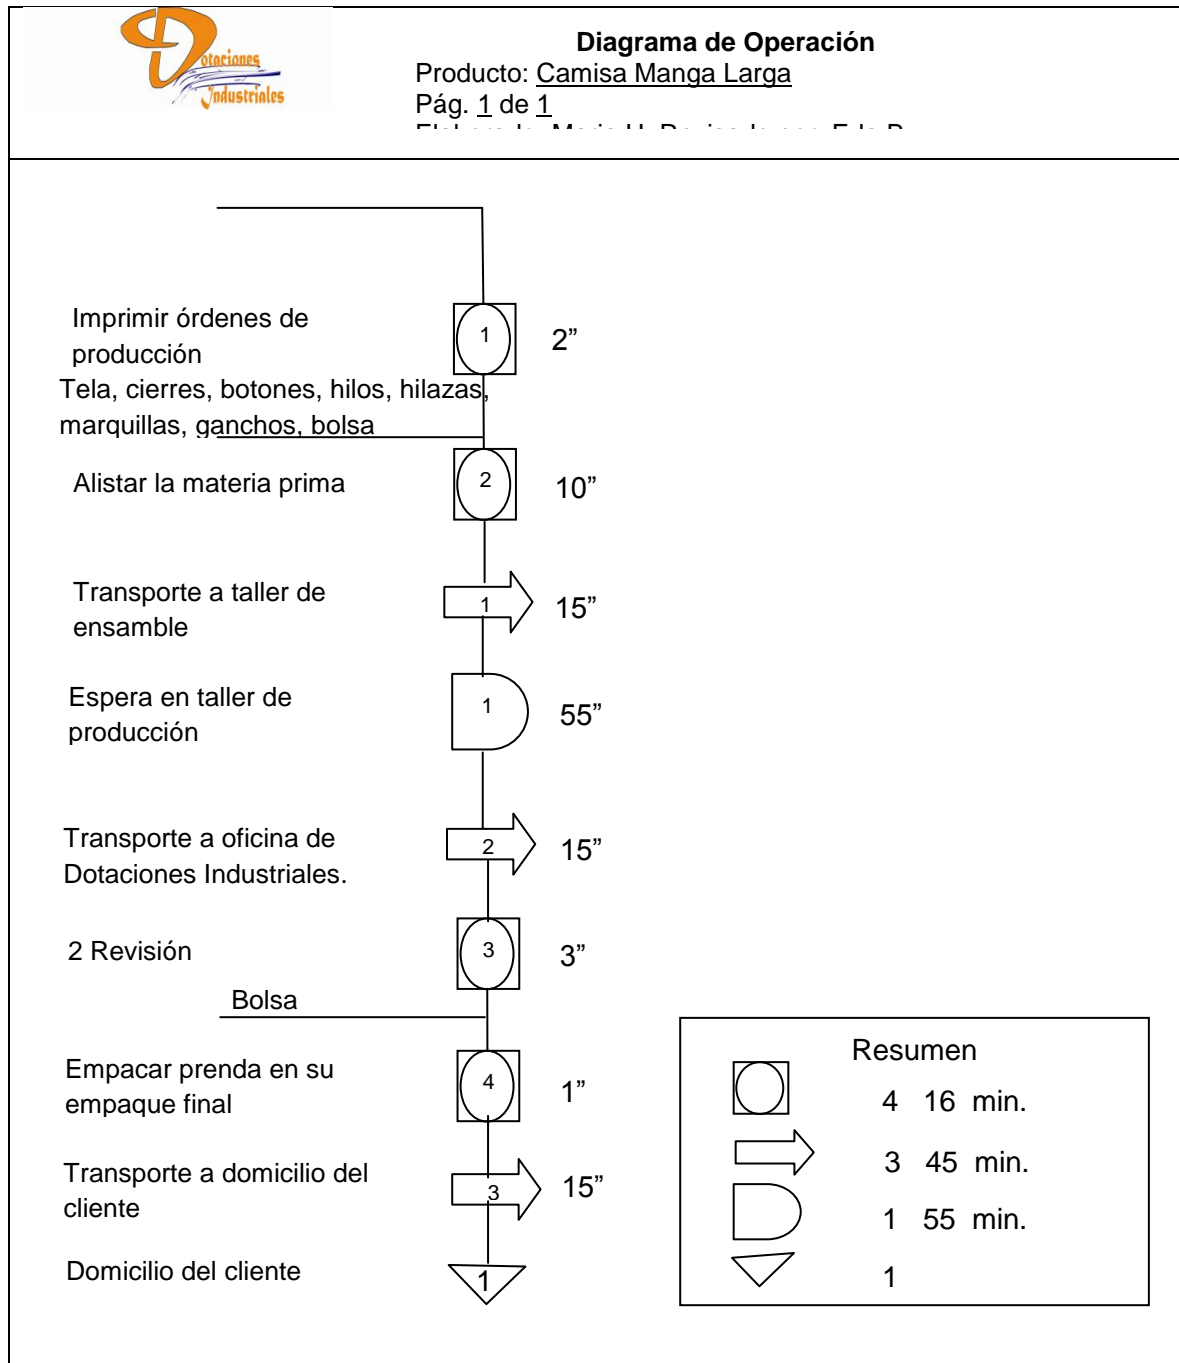 Dotaciones
Industriales
Diagrama de Operación
Producto: Camisa Manga Larga
Pág. 1 de 1
Imprimir órdenes de
producción
1
2”
Tela, cierres, botones, hilos, hilazas,
marquillas, ganchos, bolsa
Alistar la materia prima
2
10”
Transporte a taller de
ensamble
1
15”
Espera en taller de
producción
1
55”
Transporte a oficina de
Dotaciones Industriales.
2
15”
2 Revisión
3
3”
Bolsa
Empacar prenda en su
empaque final
4
1”
Transporte a domicilio del
cliente
3
15”
Domicilio del cliente
1
Resumen
4 16 min.
3 45 min.
1 55 min.
1